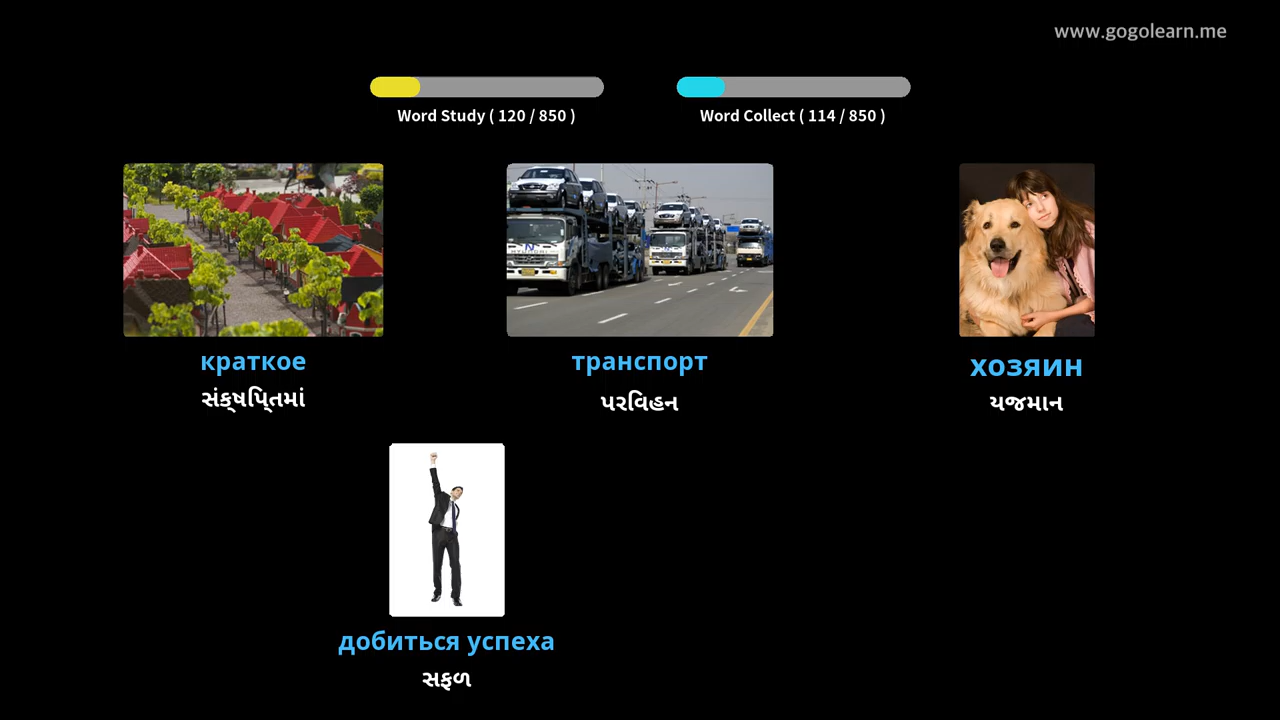 www.gogolearn.me
Word Study ( 120 / 850 )
Word Collect ( 114 / 850 )
краткое
транспорт
хозяин
સંક્ષિપ્તમાં
પરિવહન
યજમાન
добиться успеха
સફળ